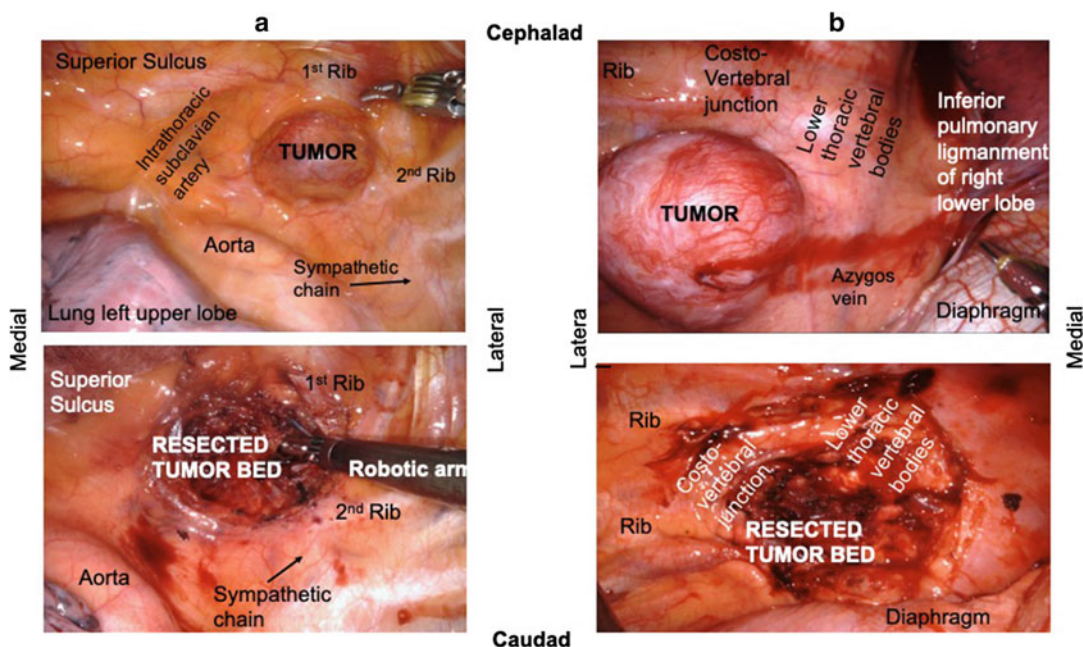 a
b
Cephalad
Superior Sulcus
1st Rib
Intrathoracic
subclavian
artery
TUMOR
2nd Rib
Aorta
Sympathetic
chain
Lung left upper lobe
Rib
Costo-
Vertebral
junction
Lower
thoracic
vertebral
bodies
Inferior
pulmonary
ligmanment
of right
lower lobe
TUMOR
Azygos
vein
Diaphragm
Medial
Lateral
Latera
Medial
Superior
Sulcus
1st Rib
RESECTED
TUMOR BED
Robotic arm
2nd Rib
Aorta
Sympathetic
chain
Rib
Costo-
vertebral
junction
Lower
thoracic
vertebral
bodies
Rib
RESECTED
TUMOR BED
Diaphragm
Caudad